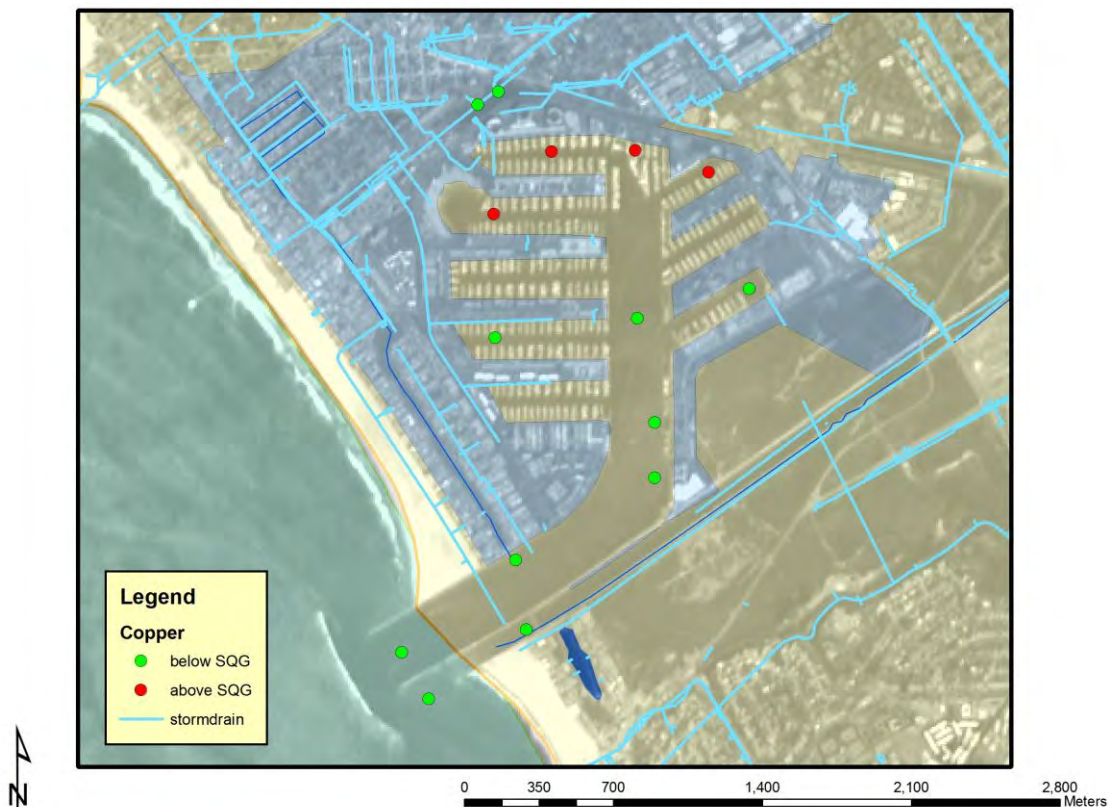 Legend
Copper
below SQG
above SQG
stormdrain
N
0 350 700 1,400 2,100 2,800
Meters